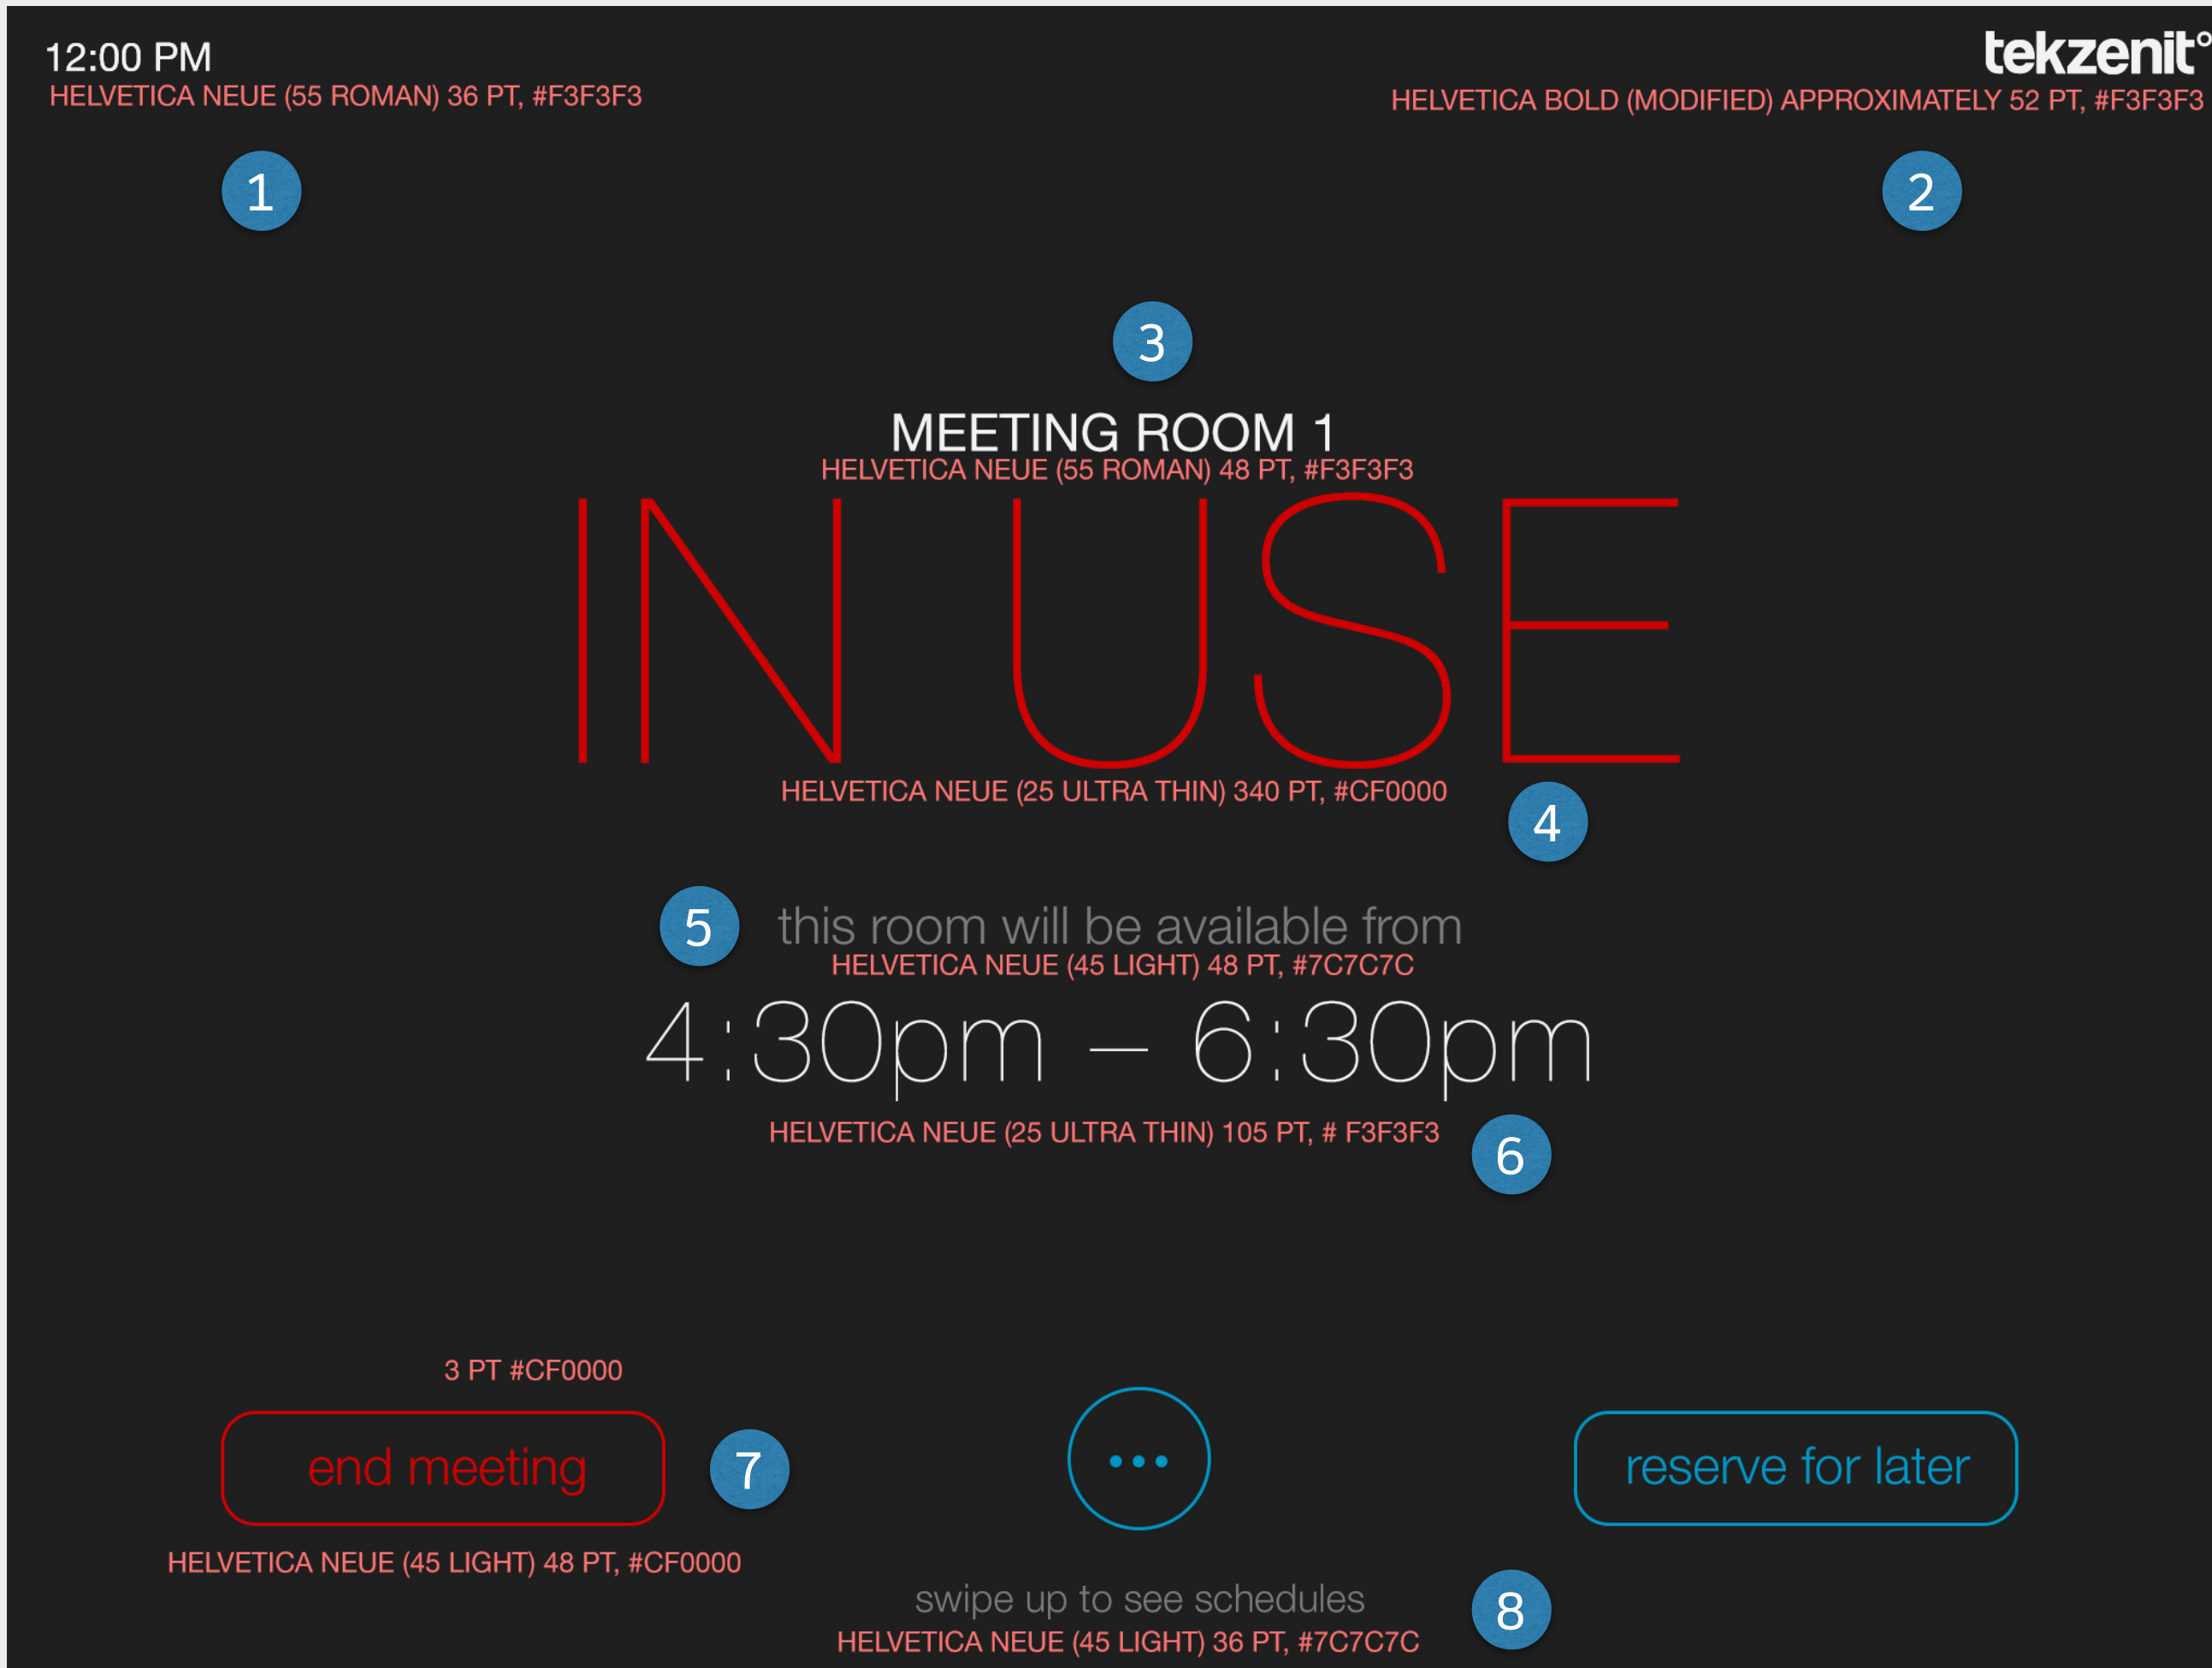 12:00 PM
tekzenit°
HELVETICA NEUE (55 ROMAN) 36 PT, #F3F3F3
HELVETICA BOLD (MODIFIED) APPROXIMATELY 52 PT, #F3F3F3
1
2
3
MEETING ROOM 1
HELVETICA NEUE (55 ROMAN) 48 PT, #F3F3F3
IN USE
HELVETICA NEUE (25 ULTRA THIN) 340 PT, #CF0000
4
5
this room will be available from
HELVETICA NEUE (45 LIGHT) 48 PT, #7C7C7C
4:30pm – 6:30pm
HELVETICA NEUE (25 ULTRA THIN) 105 PT, # F3F3F3
6
3 PT #CF0000
end meeting
7
reserve for later
HELVETICA NEUE (45 LIGHT) 48 PT, #CF0000
swipe up to see schedules
8
HELVETICA NEUE (45 LIGHT) 36 PT, #7C7C7C